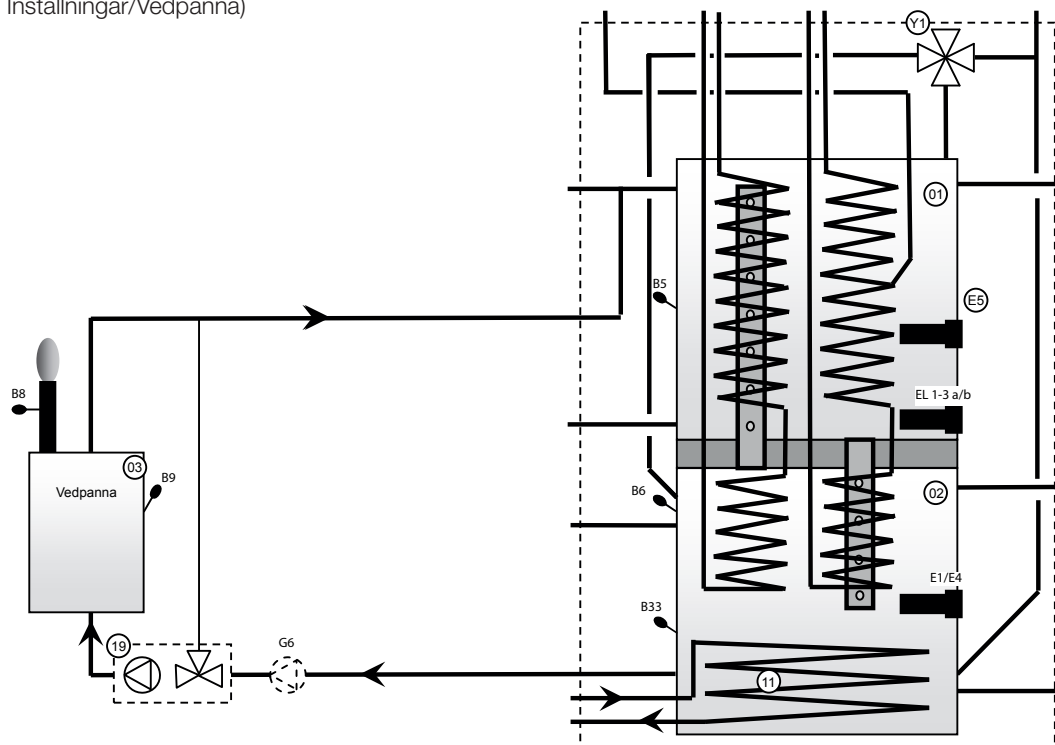 Inställningar/Vedpanna)
Y1
01
B5
E5
B8
EL 1-3 a/b
03
B9
Vedpanna
B6
02
E1/E4
B33
19
G6
11